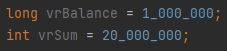 long vrBalance = 1_000_000;
int vrSum = 20_000_000;